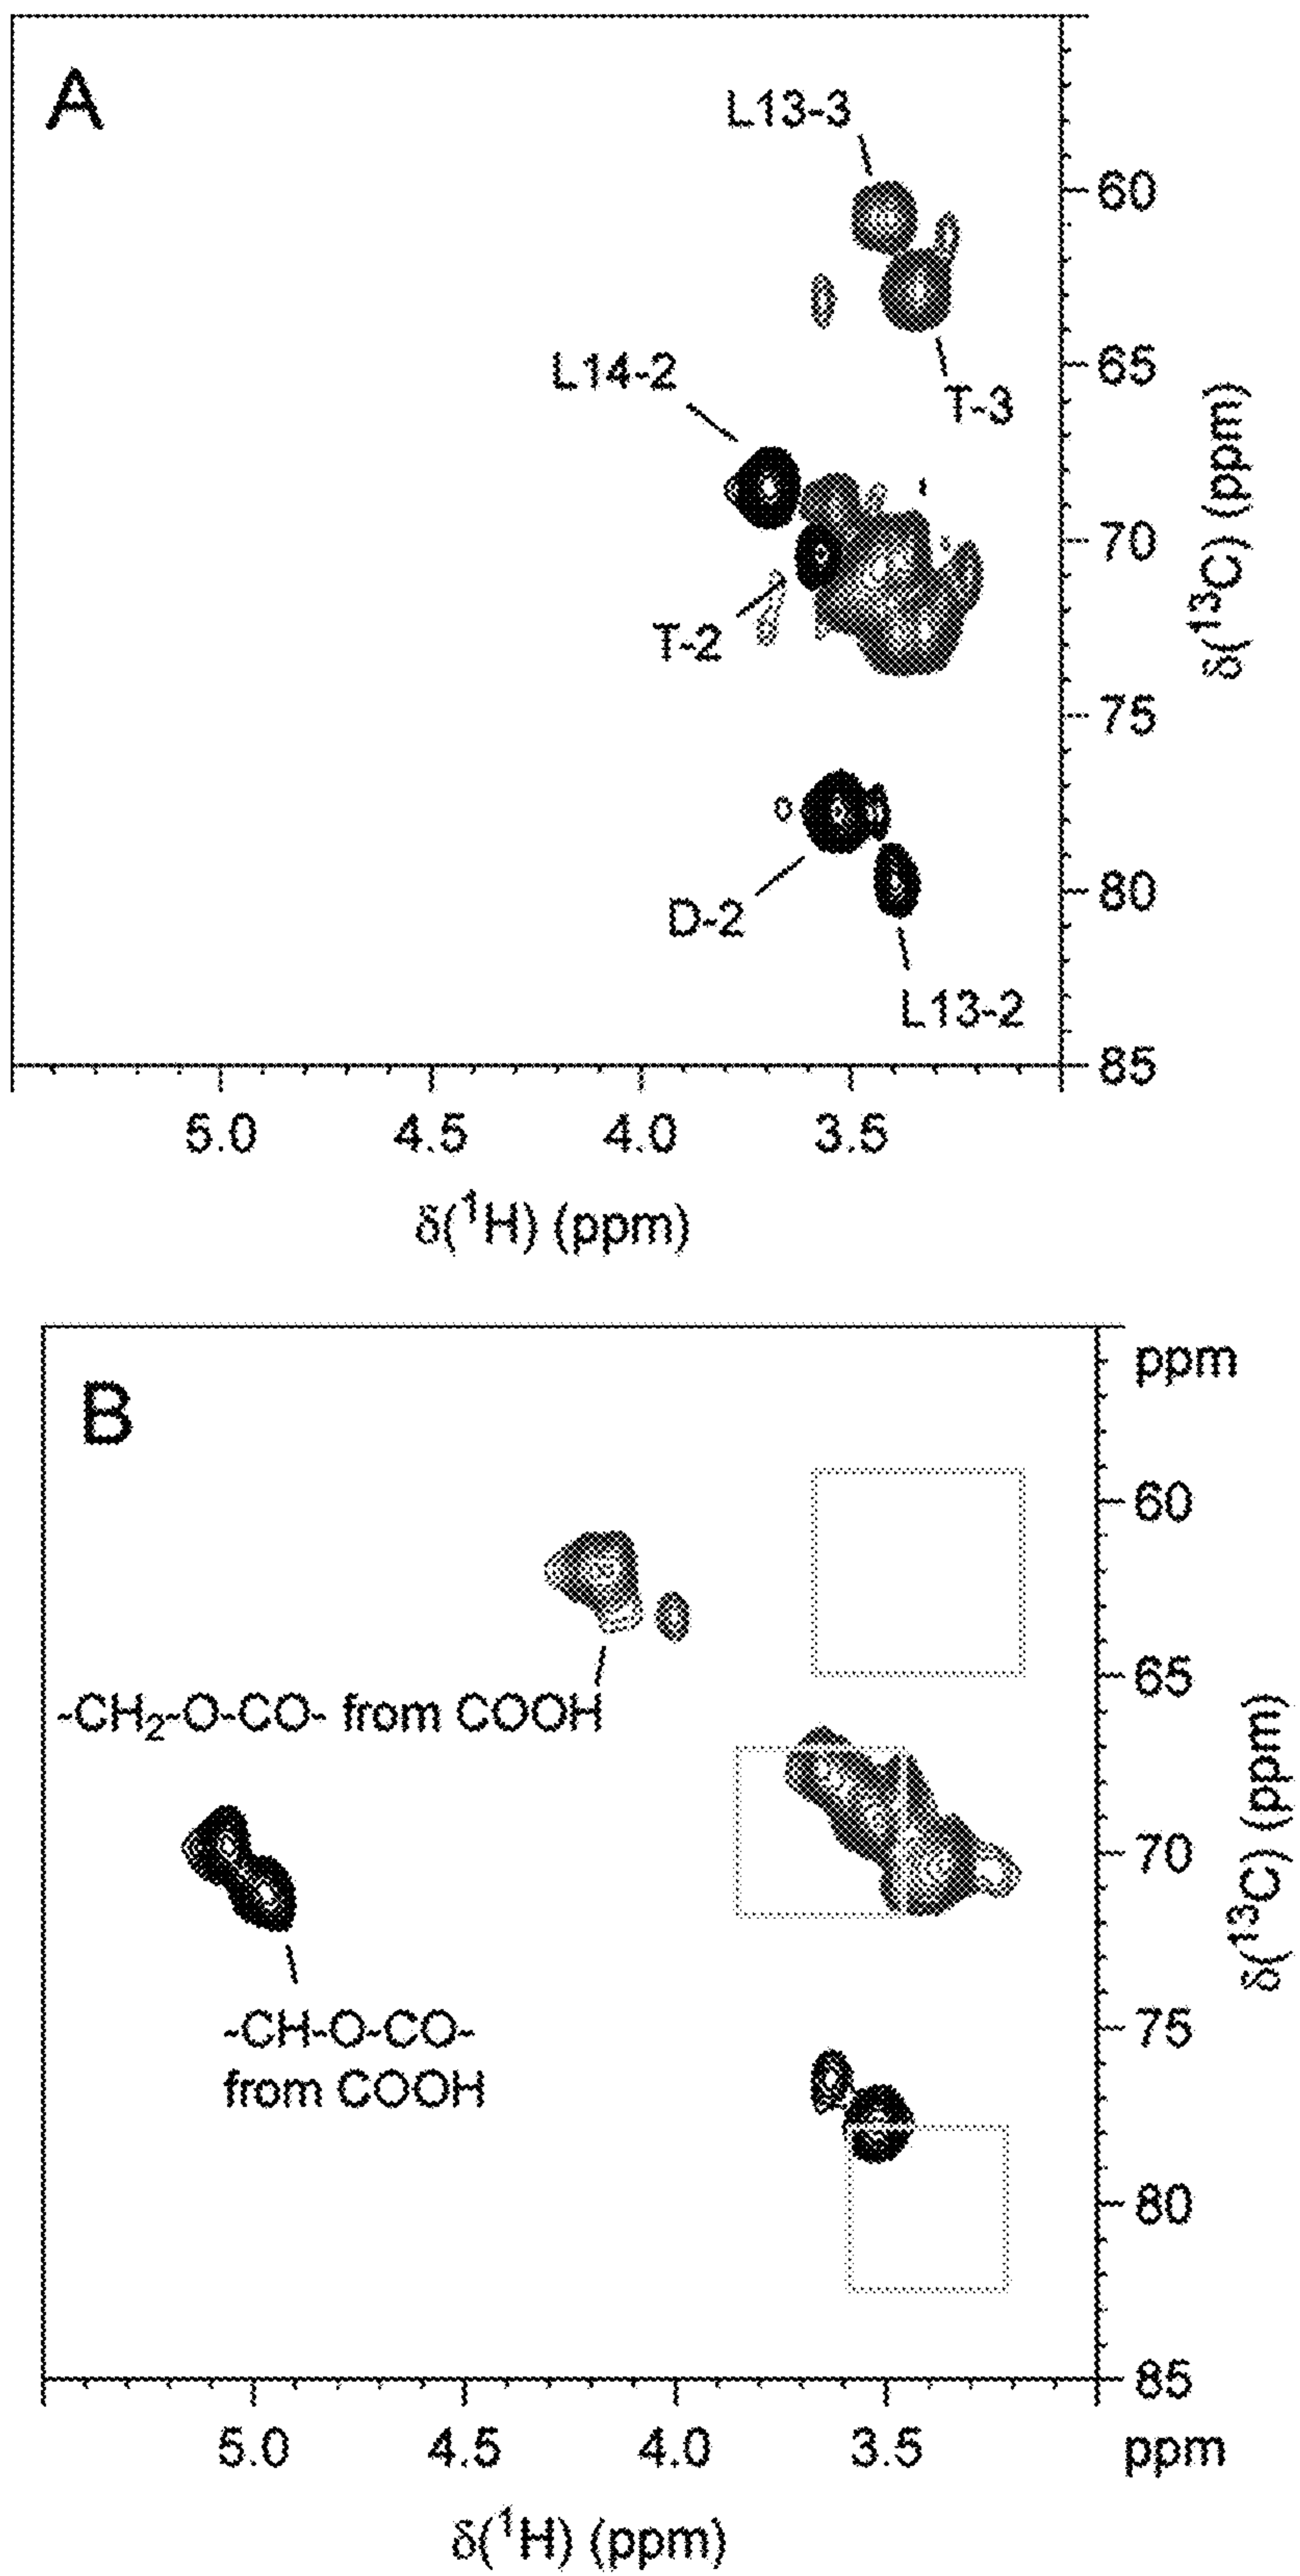 A
L13-3
60
L14-2
65
T-3
70
T-2
75
D-2
80
L13-2
85
δ(¹³C) (ppm)
5.0 4.5 4.0 3.5
δ(¹H) (ppm)
B
ppm
60
65
-CH₂-O-CO- from COOH
70
75
-CH-O-CO-
from COOH
80
85
δ(¹³C) (ppm)
5.0 4.5 4.0 3.5 ppm
δ(¹H) (ppm)